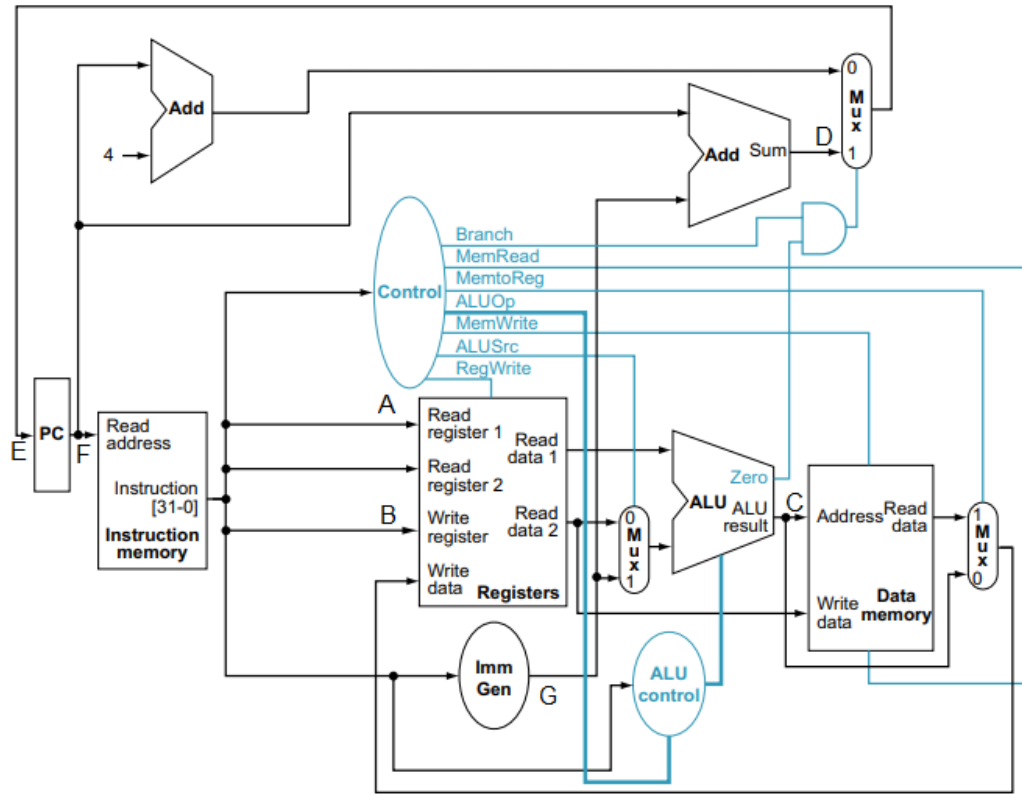 Add
4
Add
Sum
D
0
Mux
1
Branch
MemRead
MemtoReg
ALUOp
MemWrite
ALUSrc
RegWrite
Control
E
PC
F
Read
address
Instruction
[31-0]
Instruction
memory
A
B
Read
register 1
Read
register 2
Write
register
Write
data
Read
data 1
Read
data 2
Registers
0
Mux
1
Zero
ALU
ALU
result
C
Address
Read
data
Write
data
Data
memory
1
Mux
0
Imm
Gen
G
ALU
control